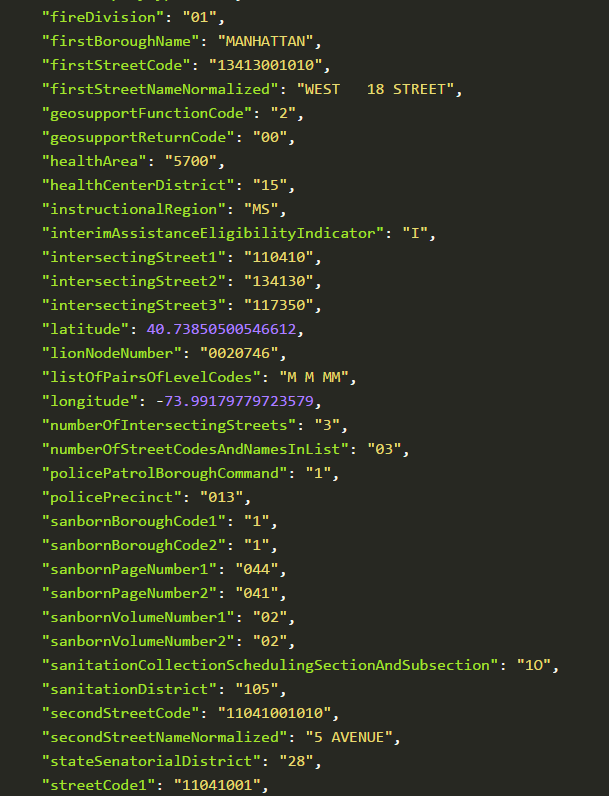 "fireDivision": "01",
"firstBoroughName": "MANHATTAN",
"firstStreetCode": "13413001010",
"firstStreetNameNormalized": "WEST   18 STREET",
"geosupportFunctionCode": "2",
"geosupportReturnCode": "00",
"healthArea": "5700",
"healthCenterDistrict": "15",
"instructionalRegion": "MS",
"interimAssistanceEligibilityIndicator": "I",
"intersectingStreet1": "110410",
"intersectingStreet2": "134130",
"intersectingStreet3": "117350",
"latitude": 40.73850500546612,
"lionNodeNumber": "0020746",
"listOfPairsOfLevelCodes": "M M MM",
"longitude": -73.99179779723579,
"numberOfIntersectingStreets": "3",
"numberOfStreetCodesAndNamesInList": "03",
"policePatrolBoroughCommand": "1",
"policePrecinct": "013",
"sanbornBoroughCode1": "1",
"sanbornBoroughCode2": "1",
"sanbornPageNumber1": "044",
"sanbornPageNumber2": "041",
"sanbornVolumeNumber1": "02",
"sanbornVolumeNumber2": "02",
"sanitationCollectionSchedulingSectionAndSubsection": "1O",
"sanitationDistrict": "105",
"secondStreetCode": "11041001010",
"secondStreetNameNormalized": "5 AVENUE",
"stateSenatorialDistrict": "28",
"streetCode1": "11041001",